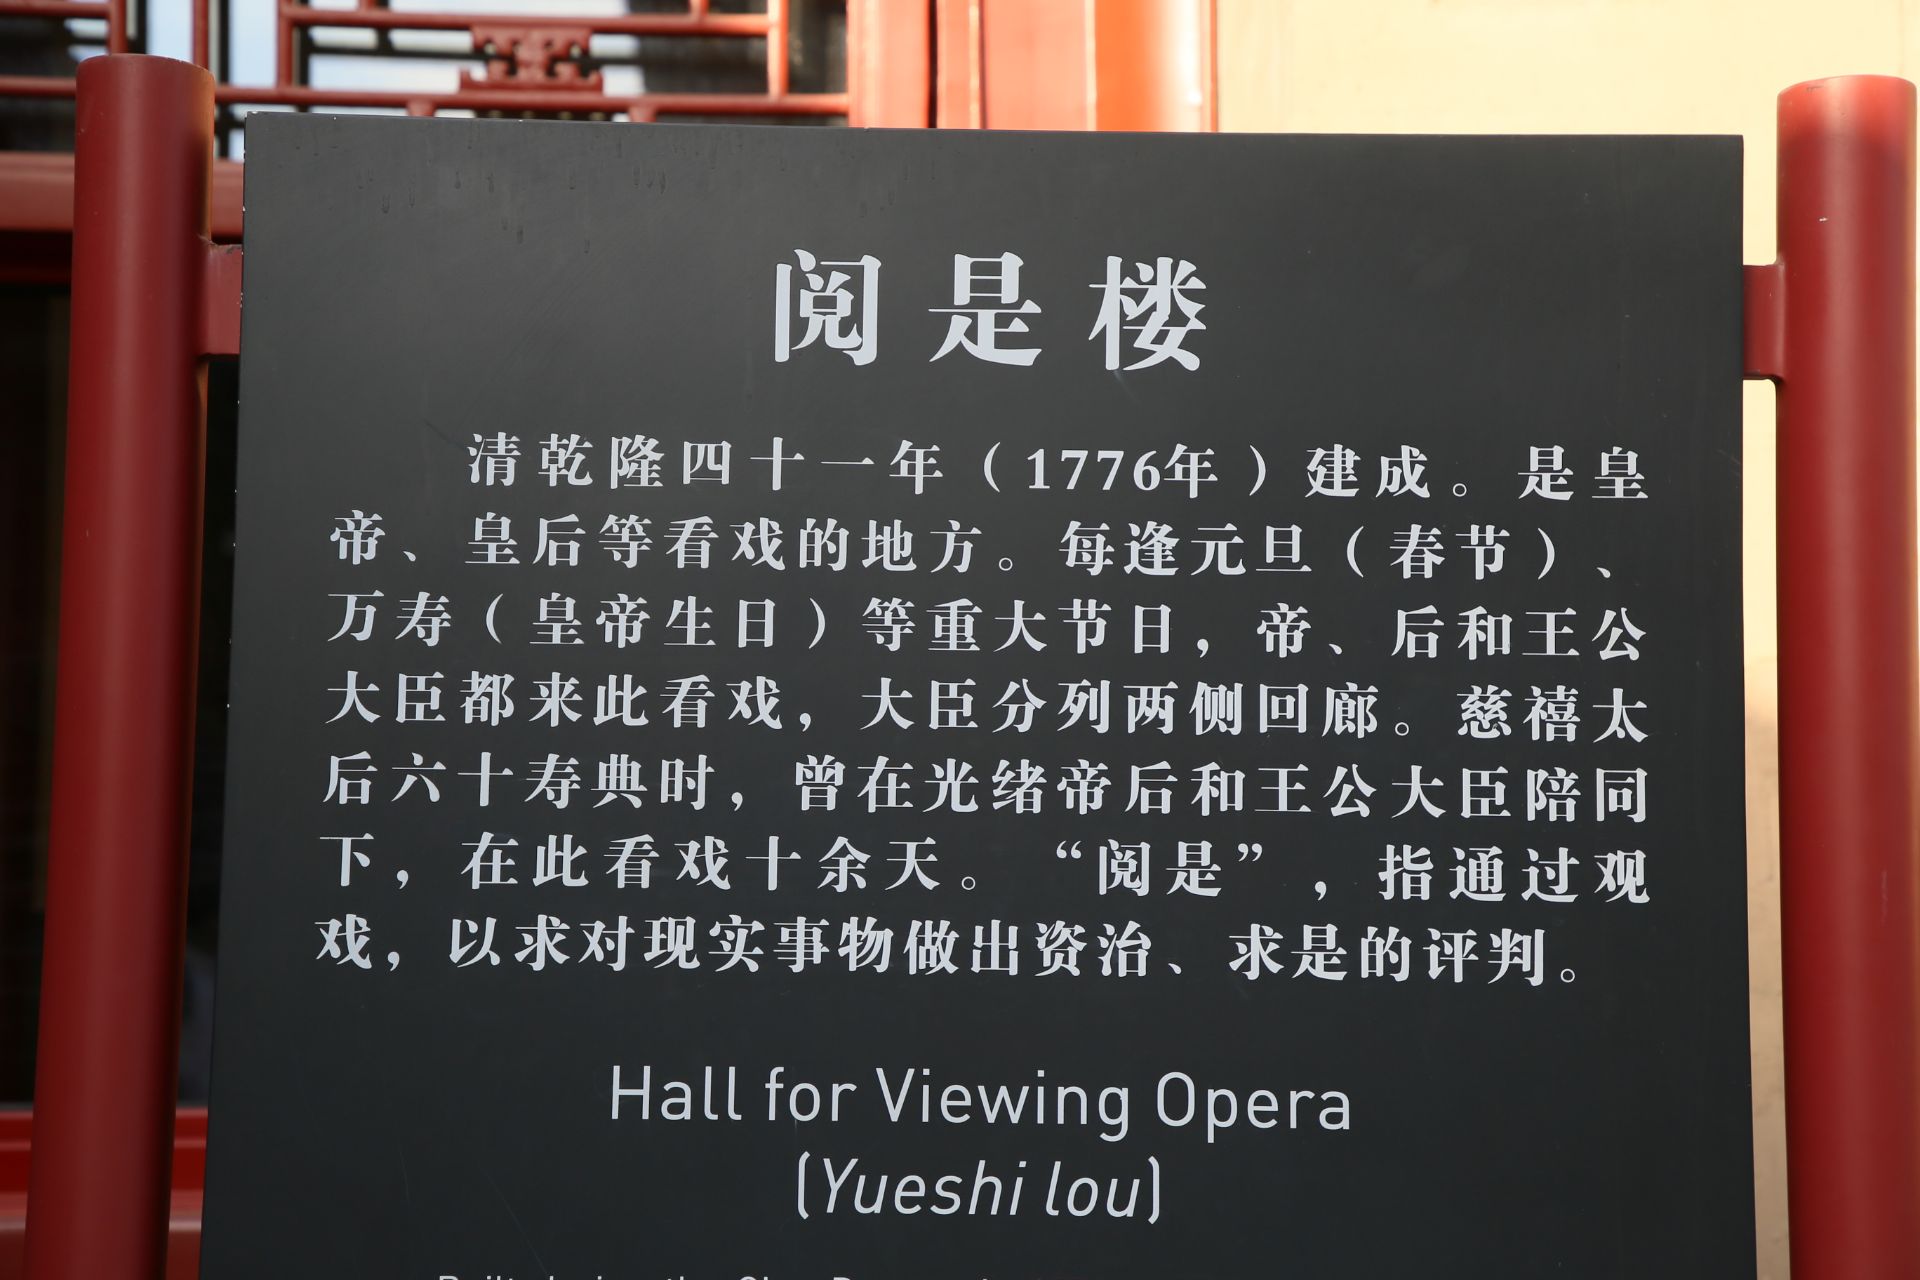 阅是楼
清乾隆四十一年（1776年）建成。是皇
帝、皇后等看戏的地方。每逢元旦（春节）、
万寿（皇帝生日）等重大节日，帝、后和王公
大臣都来此看戏，大臣分列两侧回廊。慈禧太
后六十寿典时，曾在光绪帝后和王公大臣陪同
下，在此看戏十余天。“阅是”，指通过观
戏，以求对现实事物做出资治、求是的评判。
Hall for Viewing Opera
(Yueshi lou)